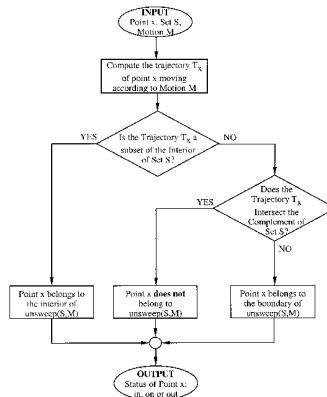 INPUT
Point x, Set S,
Motion M
Compute the trajectory Tx
of point x moving
according to Motion M
Is the Trajectory Tx a
subset of the Interior
of Set S?
YES
NO
Does the
Trajectory Tx
Intersect the
Complement of
Set S?
YES
NO
Point x belongs to
the interior of
unsweep(S,M)
Point x does not
belong to
unsweep(S,M)
Point x belongs to
the boundary of
unsweep(S,M)
OUTPUT
Status of Point x:
in, on or out